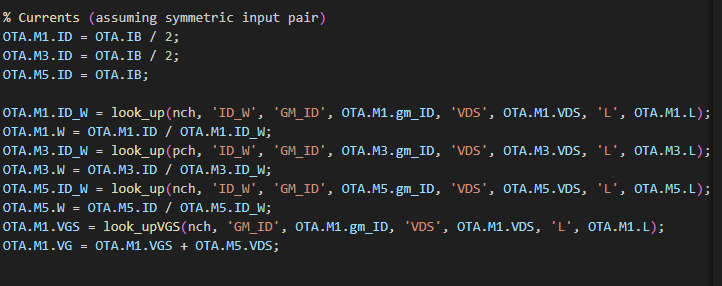 % Currents (assuming symmetric input pair)
OTA.M1.ID = OTA.IB / 2;
OTA.M3.ID = OTA.IB / 2;
OTA.M5.ID = OTA.IB;
OTA.M1.ID_W = look_up(nch, 'ID_W', 'GM_ID', OTA.M1.gm_ID, 'VDS', OTA.M1.VDS, 'L', OTA.M1.L);
OTA.M1.W = OTA.M1.ID / OTA.M1.ID_W;
OTA.M3.ID_W = look_up(pch, 'ID_W', 'GM_ID', OTA.M3.gm_ID, 'VDS', OTA.M3.VDS, 'L', OTA.M3.L);
OTA.M3.W = OTA.M3.ID / OTA.M3.ID_W;
OTA.M5.ID_W = look_up(nch, 'ID_W', 'GM_ID', OTA.M5.gm_ID, 'VDS', OTA.M5.VDS, 'L', OTA.M5.L);
OTA.M5.W = OTA.M5.ID / OTA.M5.ID_W;
OTA.M1.VGS = look_upVGS(nch, 'GM_ID', OTA.M1.gm_ID, 'VDS', OTA.M1.VDS, 'L', OTA.M1.L);
OTA.M1.VG = OTA.M1.VGS + OTA.M5.VDS;